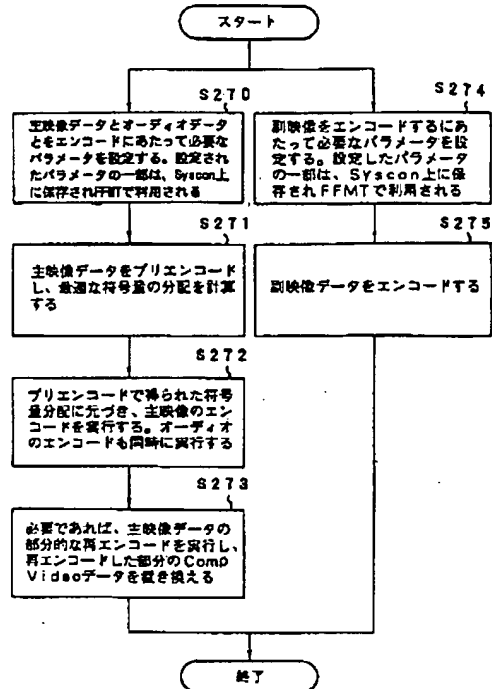 スタート
S270
主映像データとオーディオデータ
とをエンコードにあたって必要な
パラメータを設定する。設定され
たパラメータの一部は、Syscon上
に保存されFFMTで利用される
S271
主映像データをプリエンコード
し、最適な符号量の分配を計算
する
S272
プリエンコードで得られた符号
量分配に元づき、主映像のエン
コードを実行する。オーディオ
のエンコードも同時に実行する
S273
必要であれば、主映像データの
部分的な再エンコードを実行し、
再エンコードした部分のComp
Videoデータを置き換える
S274
副映像をエンコードするにあ
たって必要なパラメータを設
定する。設定したパラメータ
の一部は、Syscon上に保
存されFFMTで利用される
S275
副映像データをエンコードする
終了